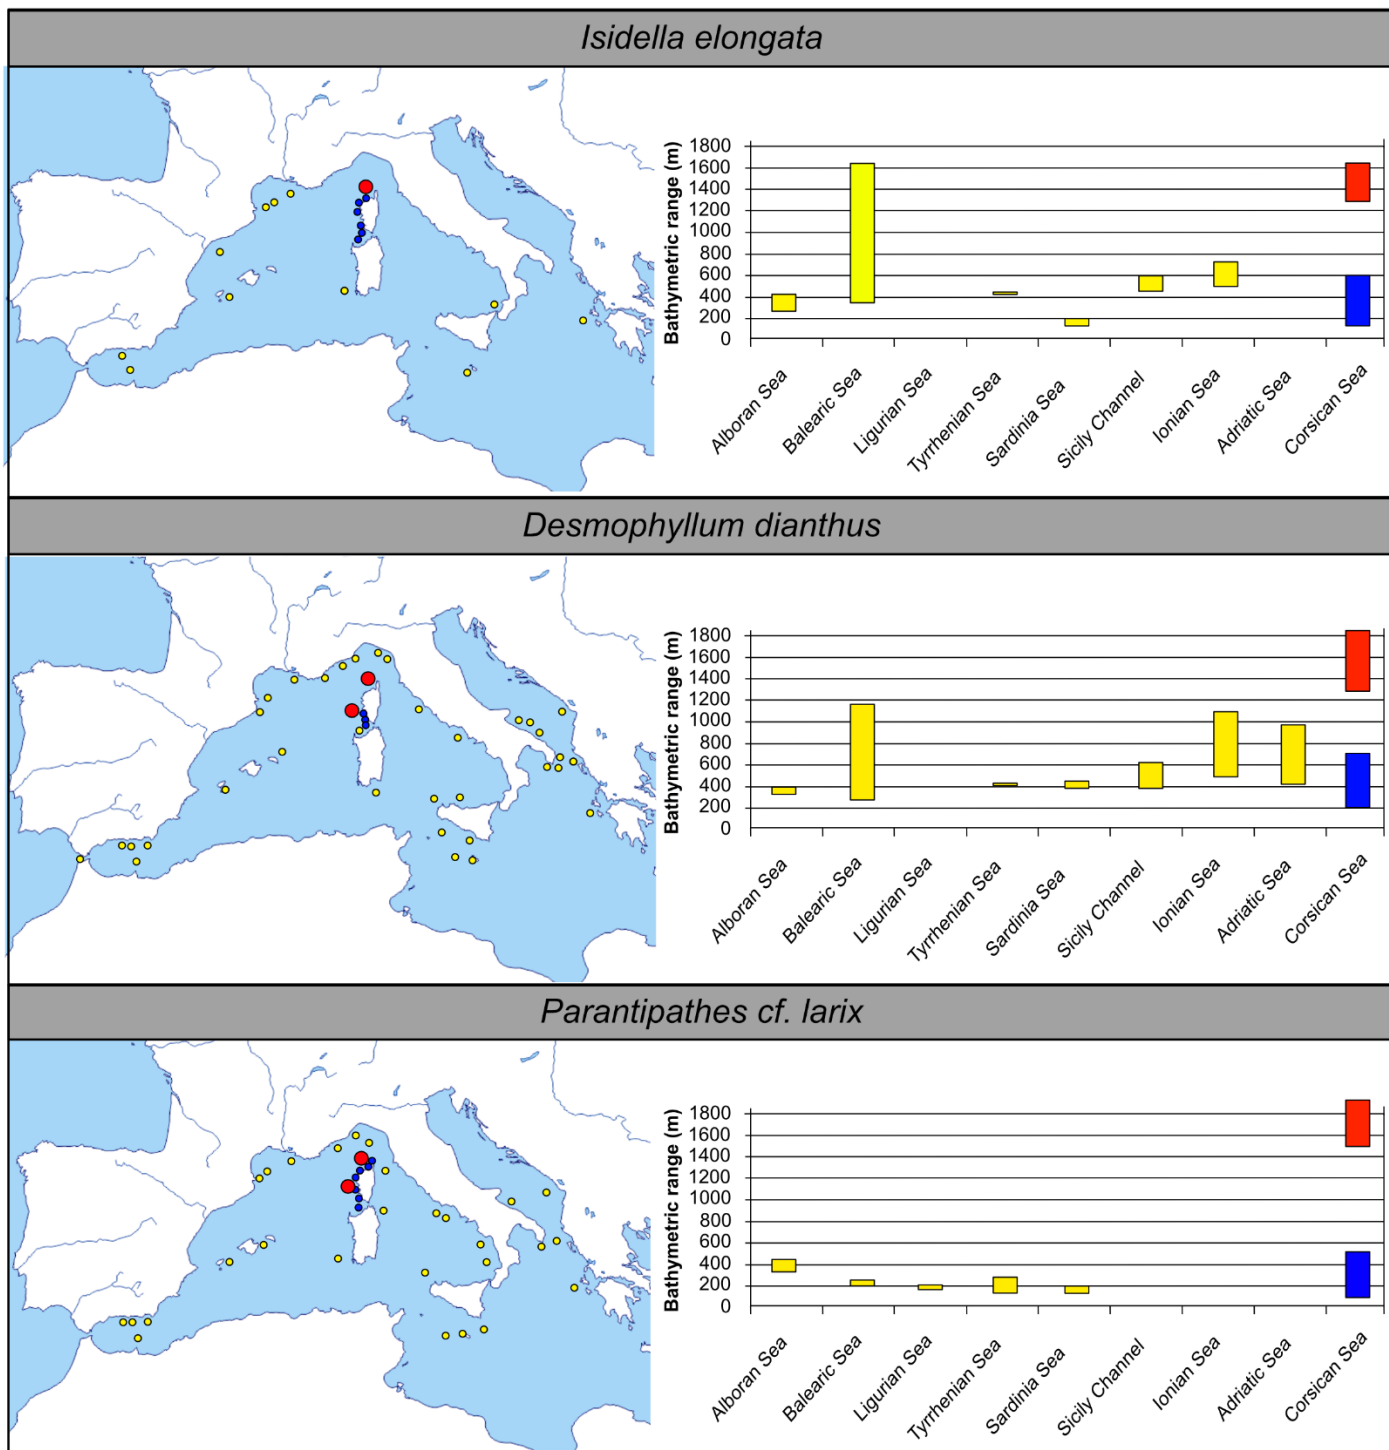 Isidella elongata
Bathymetric range (m)
1800
1600
1400
1200
1000
800
600
400
200
0
Alboran Sea
Balearic Sea
Ligurian Sea
Tyrrhenian Sea
Sardinia Sea
Sicily Channel
Ionian Sea
Adriatic Sea
Corsican Sea
Desmophyllum dianthus
Bathymetric range (m)
1800
1600
1400
1200
1000
800
600
400
200
0
Alboran Sea
Balearic Sea
Ligurian Sea
Tyrrhenian Sea
Sardinia Sea
Sicily Channel
Ionian Sea
Adriatic Sea
Corsican Sea
Parantipathes cf. larix
Bathymetric range (m)
1800
1600
1400
1200
1000
800
600
400
200
0
Alboran Sea
Balearic Sea
Ligurian Sea
Tyrrhenian Sea
Sardinia Sea
Sicily Channel
Ionian Sea
Adriatic Sea
Corsican Sea